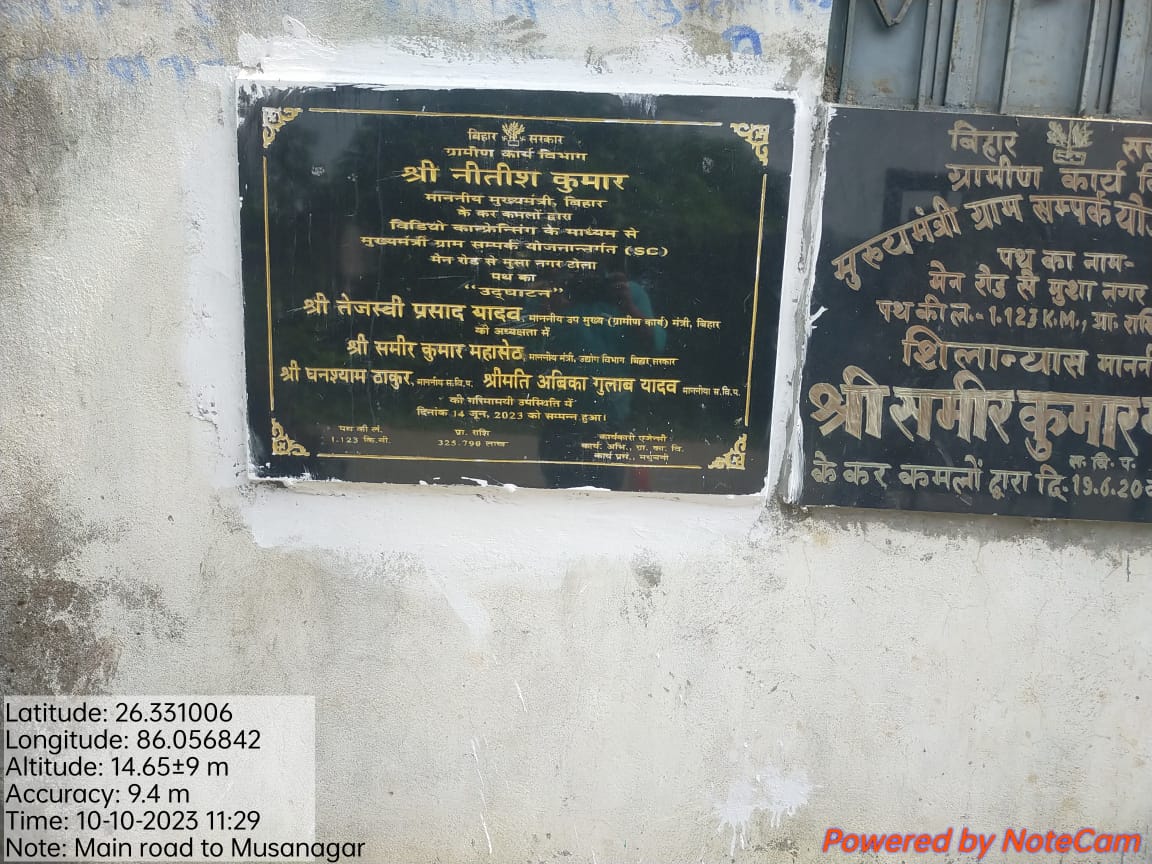 बिहार सरकार
ग्रामीण कार्य विभाग
श्री नीतीश कुमार
माननीय मुख्यमंत्री, बिहार
के कर कमलों द्वारा
विडियो कान्फ्रेन्सिंग के माध्यम से
मुख्यमंत्री ग्राम सम्पर्क योजनान्तर्गत (SC)
मैन रोड से मुसा नगर टोला
पथ का
"उद्घाटन"
श्री तेजस्वी प्रसाद यादव, माननीय उप मुख्य (ग्रामीण कार्य) मंत्री, बिहार
की अध्यक्षता में
श्री समीर कुमार महासेठ, माननीय मंत्री, उद्योग विभाग बिहार सरकार
श्री घनश्याम ठाकुर, माननीय स.वि.प. श्रीमति अबिका गुलाब यादव माननीया स.वि.प.
की गरिमामयी उपस्थिति में
दिनांक 14 जून, 2023 को सम्पन्न हुआ।
पथ की लं. प्रा. राशि कार्यकारी एजेन्सी
1.123 कि.मी. 325.790 लाख कार्य. अभि., ग्रा. का. वि.
कार्य प्रम., मधुबनी
बिहार
ग्रामीण कार्य
मुख्यमंत्री ग्राम सम्पर्क
पथ का नाम-
मेन रोड सै मुशा नगर
पथ की ल.- 1.123 K.M., प्रा.
शिलान्यास
श्री समीर कुमार
स. वि. प.
के कर कमलों द्वारा दि. 19.6.20
Latitude: 26.331006
Longitude: 86.056842
Altitude: 14.65±9 m
Accuracy: 9.4 m
Time: 10-10-2023 11:29
Note: Main road to Musanagar
Powered by NoteCam